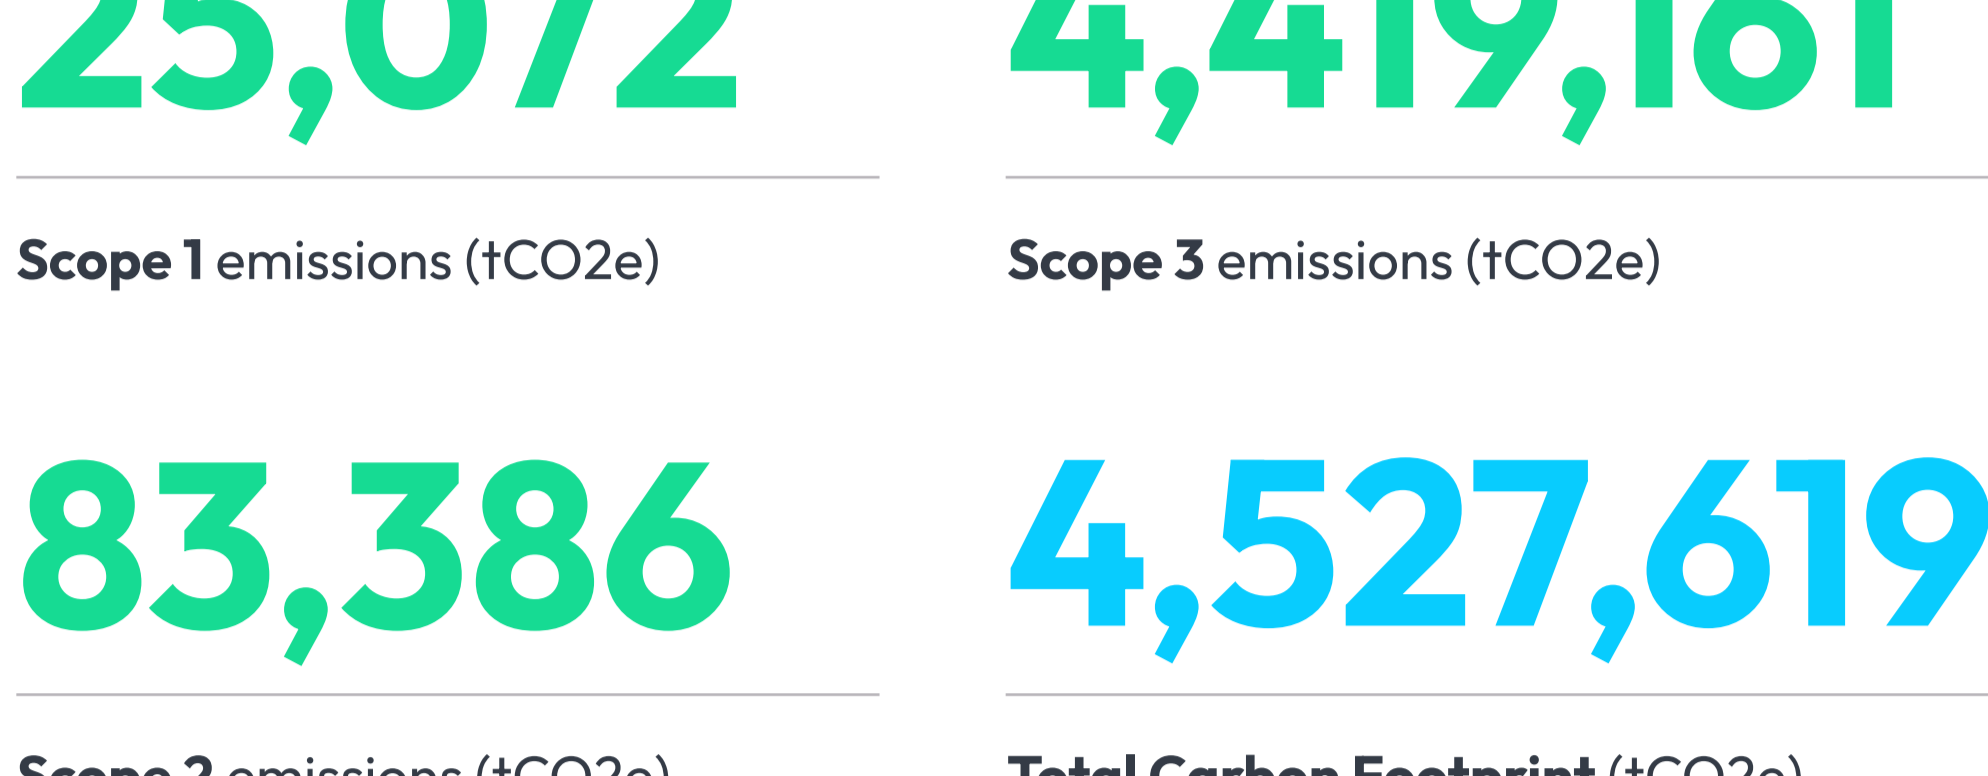 25,072
4,419,161
Scope 1 emissions (tCO2e)
Scope 3 emissions (tCO2e)
83,386
4,527,619
Scope 2 emissions (tCO2e)
Total Carbon Footprint (tCO2e)